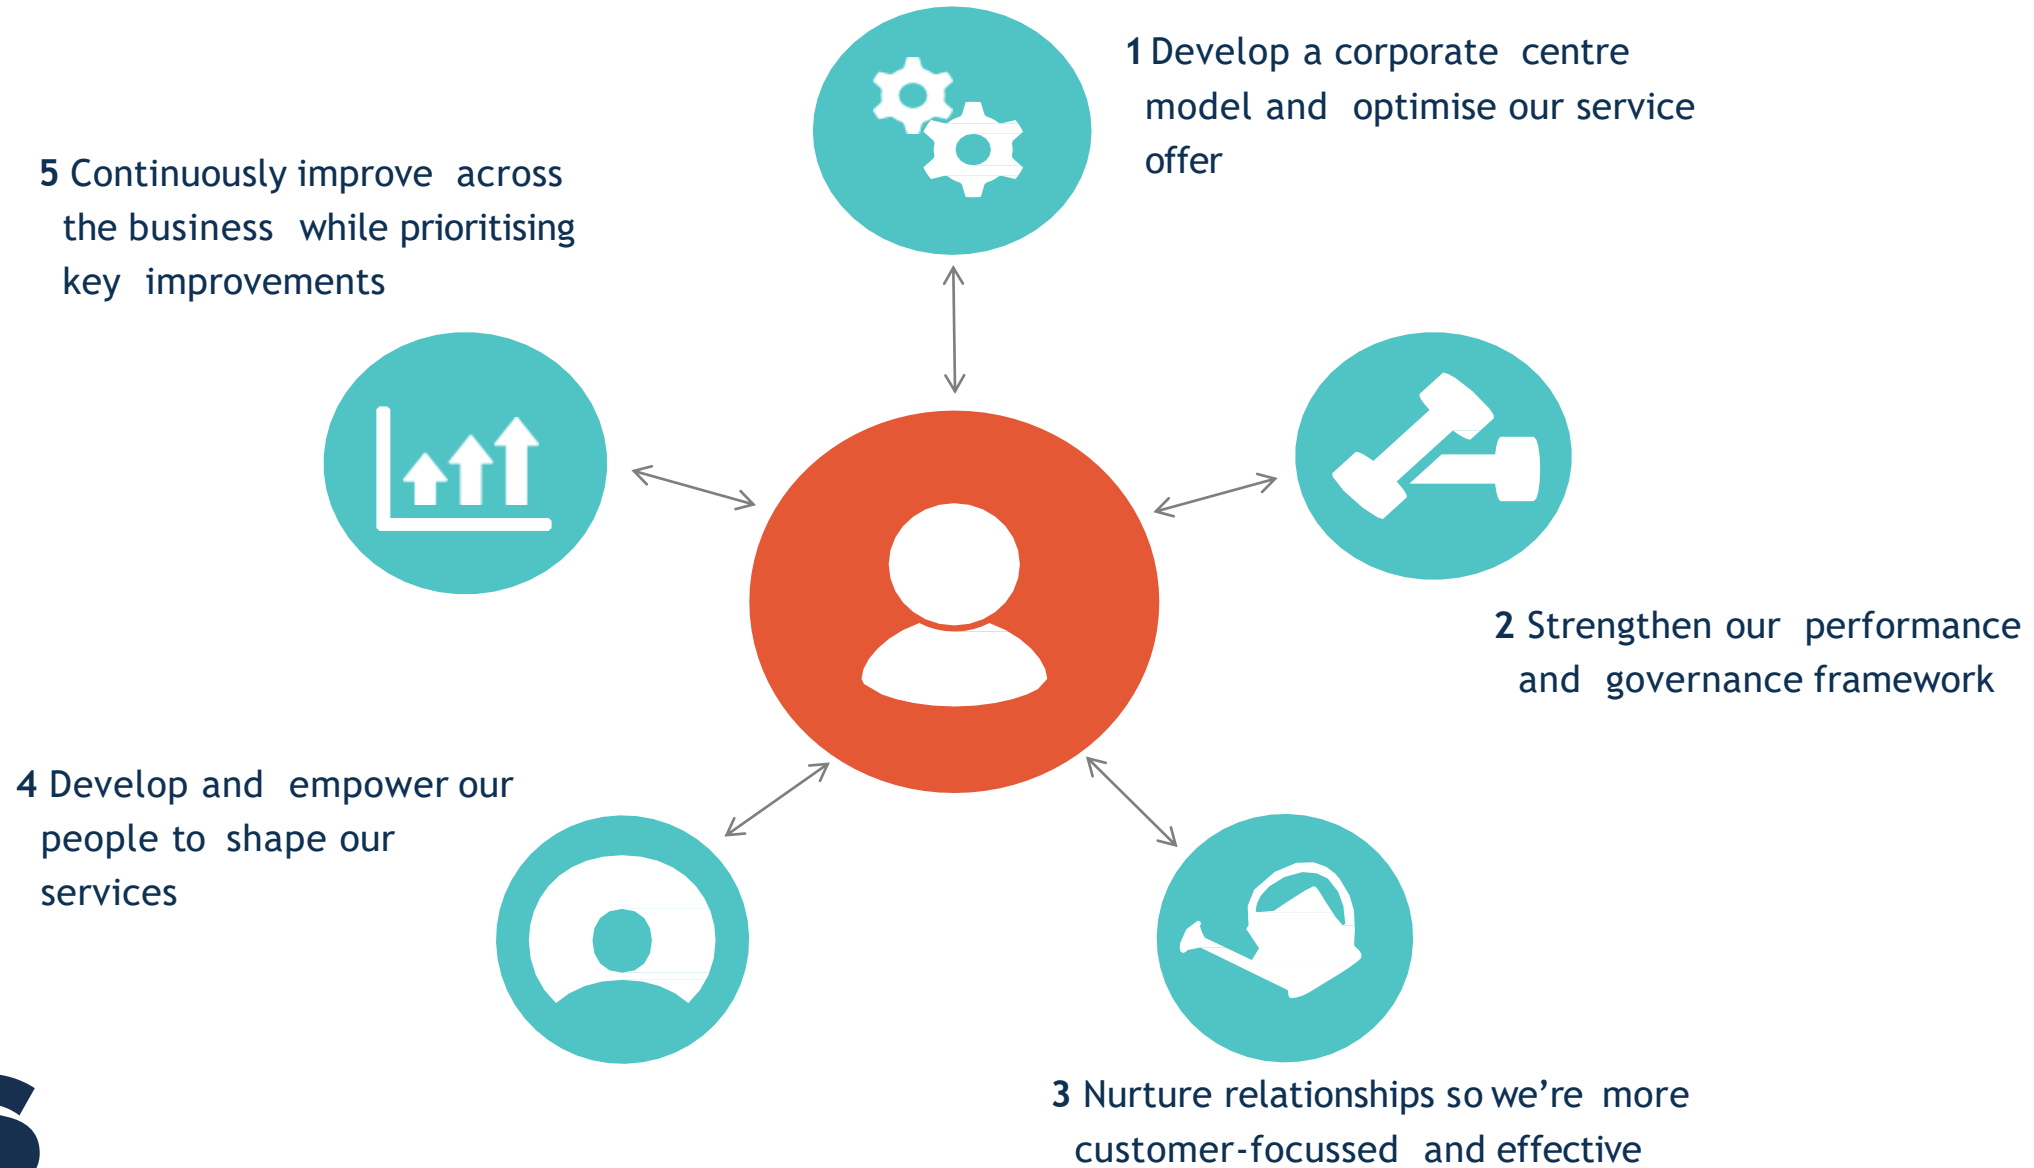 1 Develop a corporate centre
model and optimise our service
offer
5 Continuously improve across
the business while prioritising
key improvements
2 Strengthen our performance
and governance framework
4 Develop and empower our
people to shape our
services
3 Nurture relationships so we’re more
customer-focussed and effective